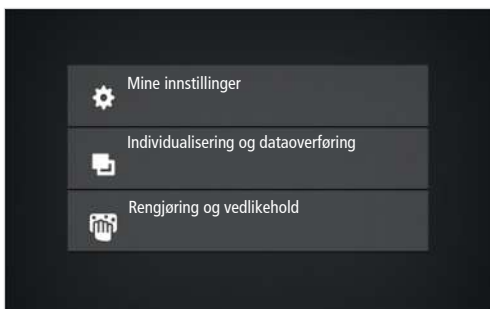 Mine innstillinger
Individualisering og dataoverføring
Rengjøring og vedlikehold